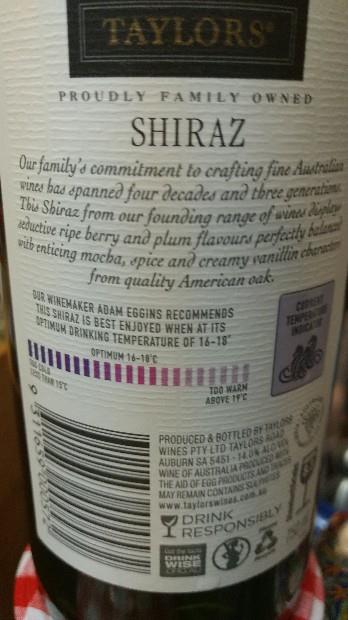 TAYLORS®
PROUDLY FAMILY OWNED
SHIRAZ
Our family's commitment to crafting fine Australian
wines has spanned four decades and three generations.
This Shiraz from our founding range of wines displays
seductive ripe berry and plum flavours perfectly balanced
with enticing mocha, spice and creamy vanillin characters
from quality American oak.
OUR WINEMAKER ADAM EGGINS RECOMMENDS
THIS SHIRAZ IS BEST ENJOYED WHEN AT ITS
OPTIMUM DRINKING TEMPERATURE OF 16-18°
CURRENT
TEMPERATURE
INDICATOR
OPTIMUM 16-18°C
TOO COLD
LESS THAN 15°C
TOO WARM
ABOVE 19°C
PRODUCED & BOTTLED BY TAYLORS
WINES PTY LTD TAYLORS ROAD
AUBURN SA 5451 - 14.0% ALC/VOL
WINE OF AUSTRALIA PRODUCED WITH
THE AID OF EGG PRODUCTS AND
MAY REMAIN CONTAINS SULPHITES
www.taylorswines.com.au
DRINK
RESPONSIBLY
Get the facts
DRINK
WISE
.ORG.AU